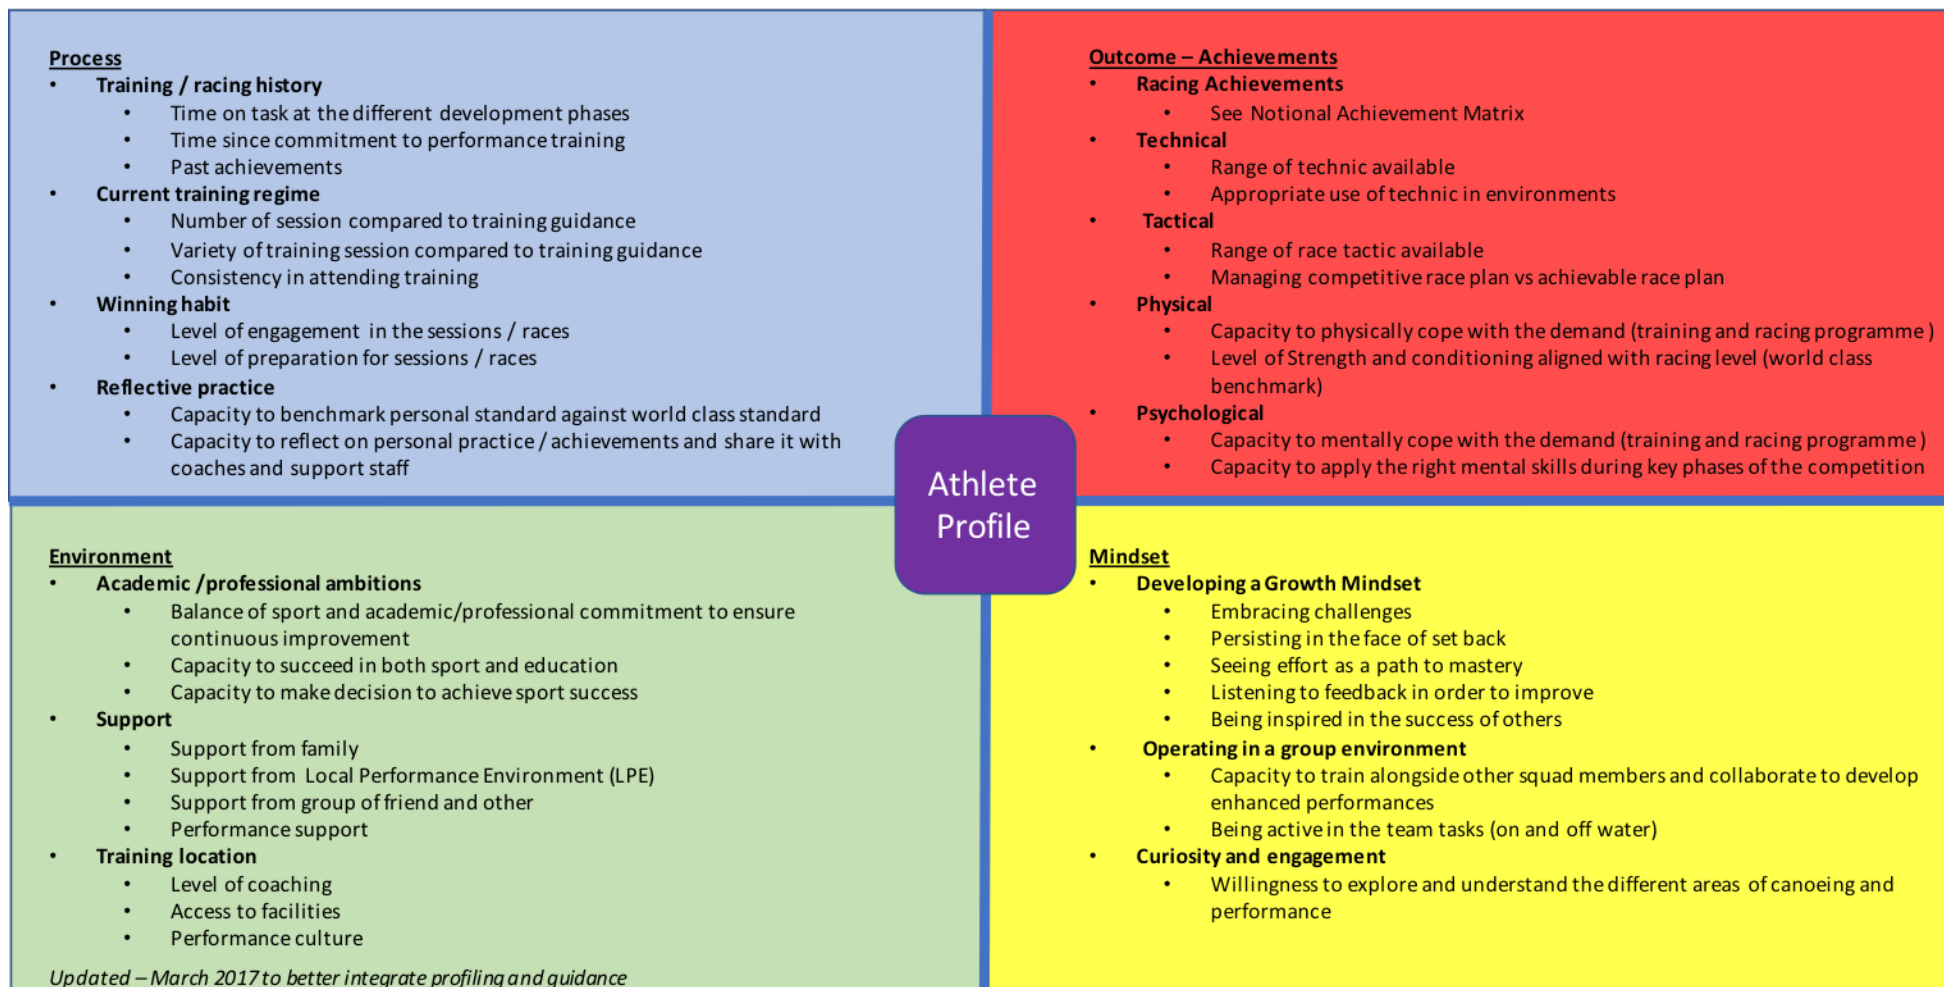 Process
• Training / racing history
• Time on task at the different development phases
• Time since commitment to performance training
• Past achievements
• Current training regime
• Number of session compared to training guidance
• Variety of training session compared to training guidance
• Consistency in attending training
• Winning habit
• Level of engagement in the sessions / races
• Level of preparation for sessions / races
• Reflective practice
• Capacity to benchmark personal standard against world class standard
• Capacity to reflect on personal practice / achievements and share it with
coaches and support staff
Outcome – Achievements
• Racing Achievements
• See Notional Achievement Matrix
• Technical
• Range of technic available
• Appropriate use of technic in environments
• Tactical
• Range of race tactic available
• Managing competitive race plan vs achievable race plan
• Physical
• Capacity to physically cope with the demand (training and racing programme )
• Level of Strength and conditioning aligned with racing level (world class
benchmark)
• Psychological
• Capacity to mentally cope with the demand (training and racing programme )
• Capacity to apply the right mental skills during key phases of the competition
Athlete
Profile
Environment
• Academic /professional ambitions
• Balance of sport and academic/professional commitment to ensure
continuous improvement
• Capacity to succeed in both sport and education
• Capacity to make decision to achieve sport success
• Support
• Support from family
• Support from Local Performance Environment (LPE)
• Support from group of friend and other
• Performance support
• Training location
• Level of coaching
• Access to facilities
• Performance culture
Updated – March 2017 to better integrate profiling and guidance
Mindset
• Developing a Growth Mindset
• Embracing challenges
• Persisting in the face of set back
• Seeing effort as a path to mastery
• Listening to feedback in order to improve
• Being inspired in the success of others
• Operating in a group environment
• Capacity to train alongside other squad members and collaborate to develop
enhanced performances
• Being active in the team tasks (on and off water)
• Curiosity and engagement
• Willingness to explore and understand the different areas of canoeing and
performance